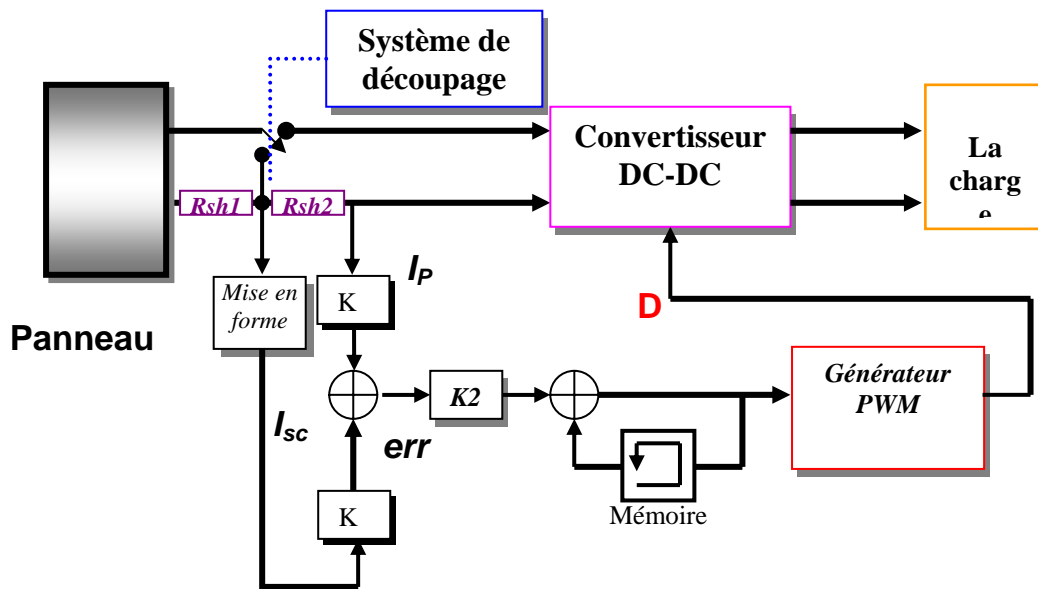 Système de
découpage
Convertisseur
DC-DC
La
charg
e
Rsh1
Rsh2
I_P
Mise en
forme
K
D
Panneau
Générateur
PWM
K2
I_sc
err
K
Mémoire